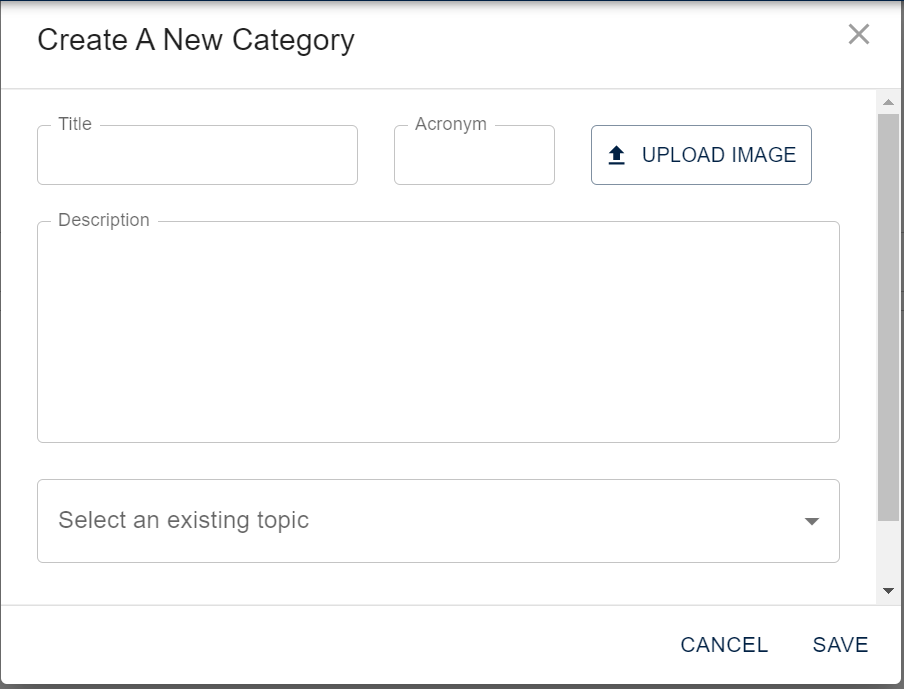 Create A New Category
Title
Acronym
UPLOAD IMAGE
Description
Select an existing topic
CANCEL
SAVE